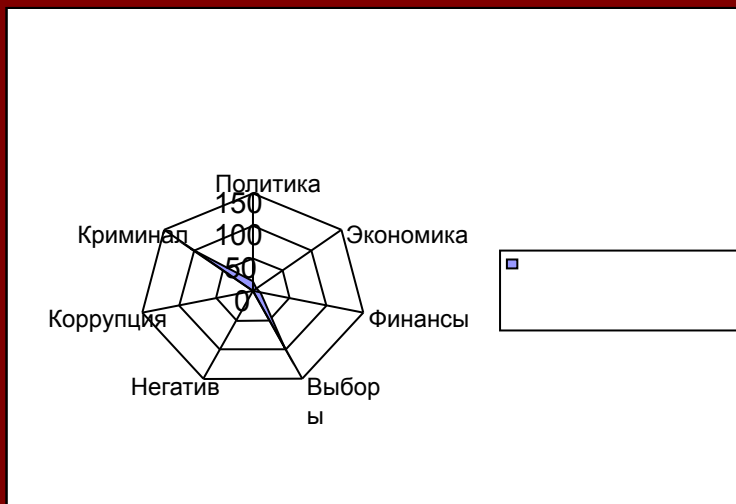 Политика
150
Криминал
100
Экономика
50
0
Коррупция
Финансы
Негатив
Выбор
ы